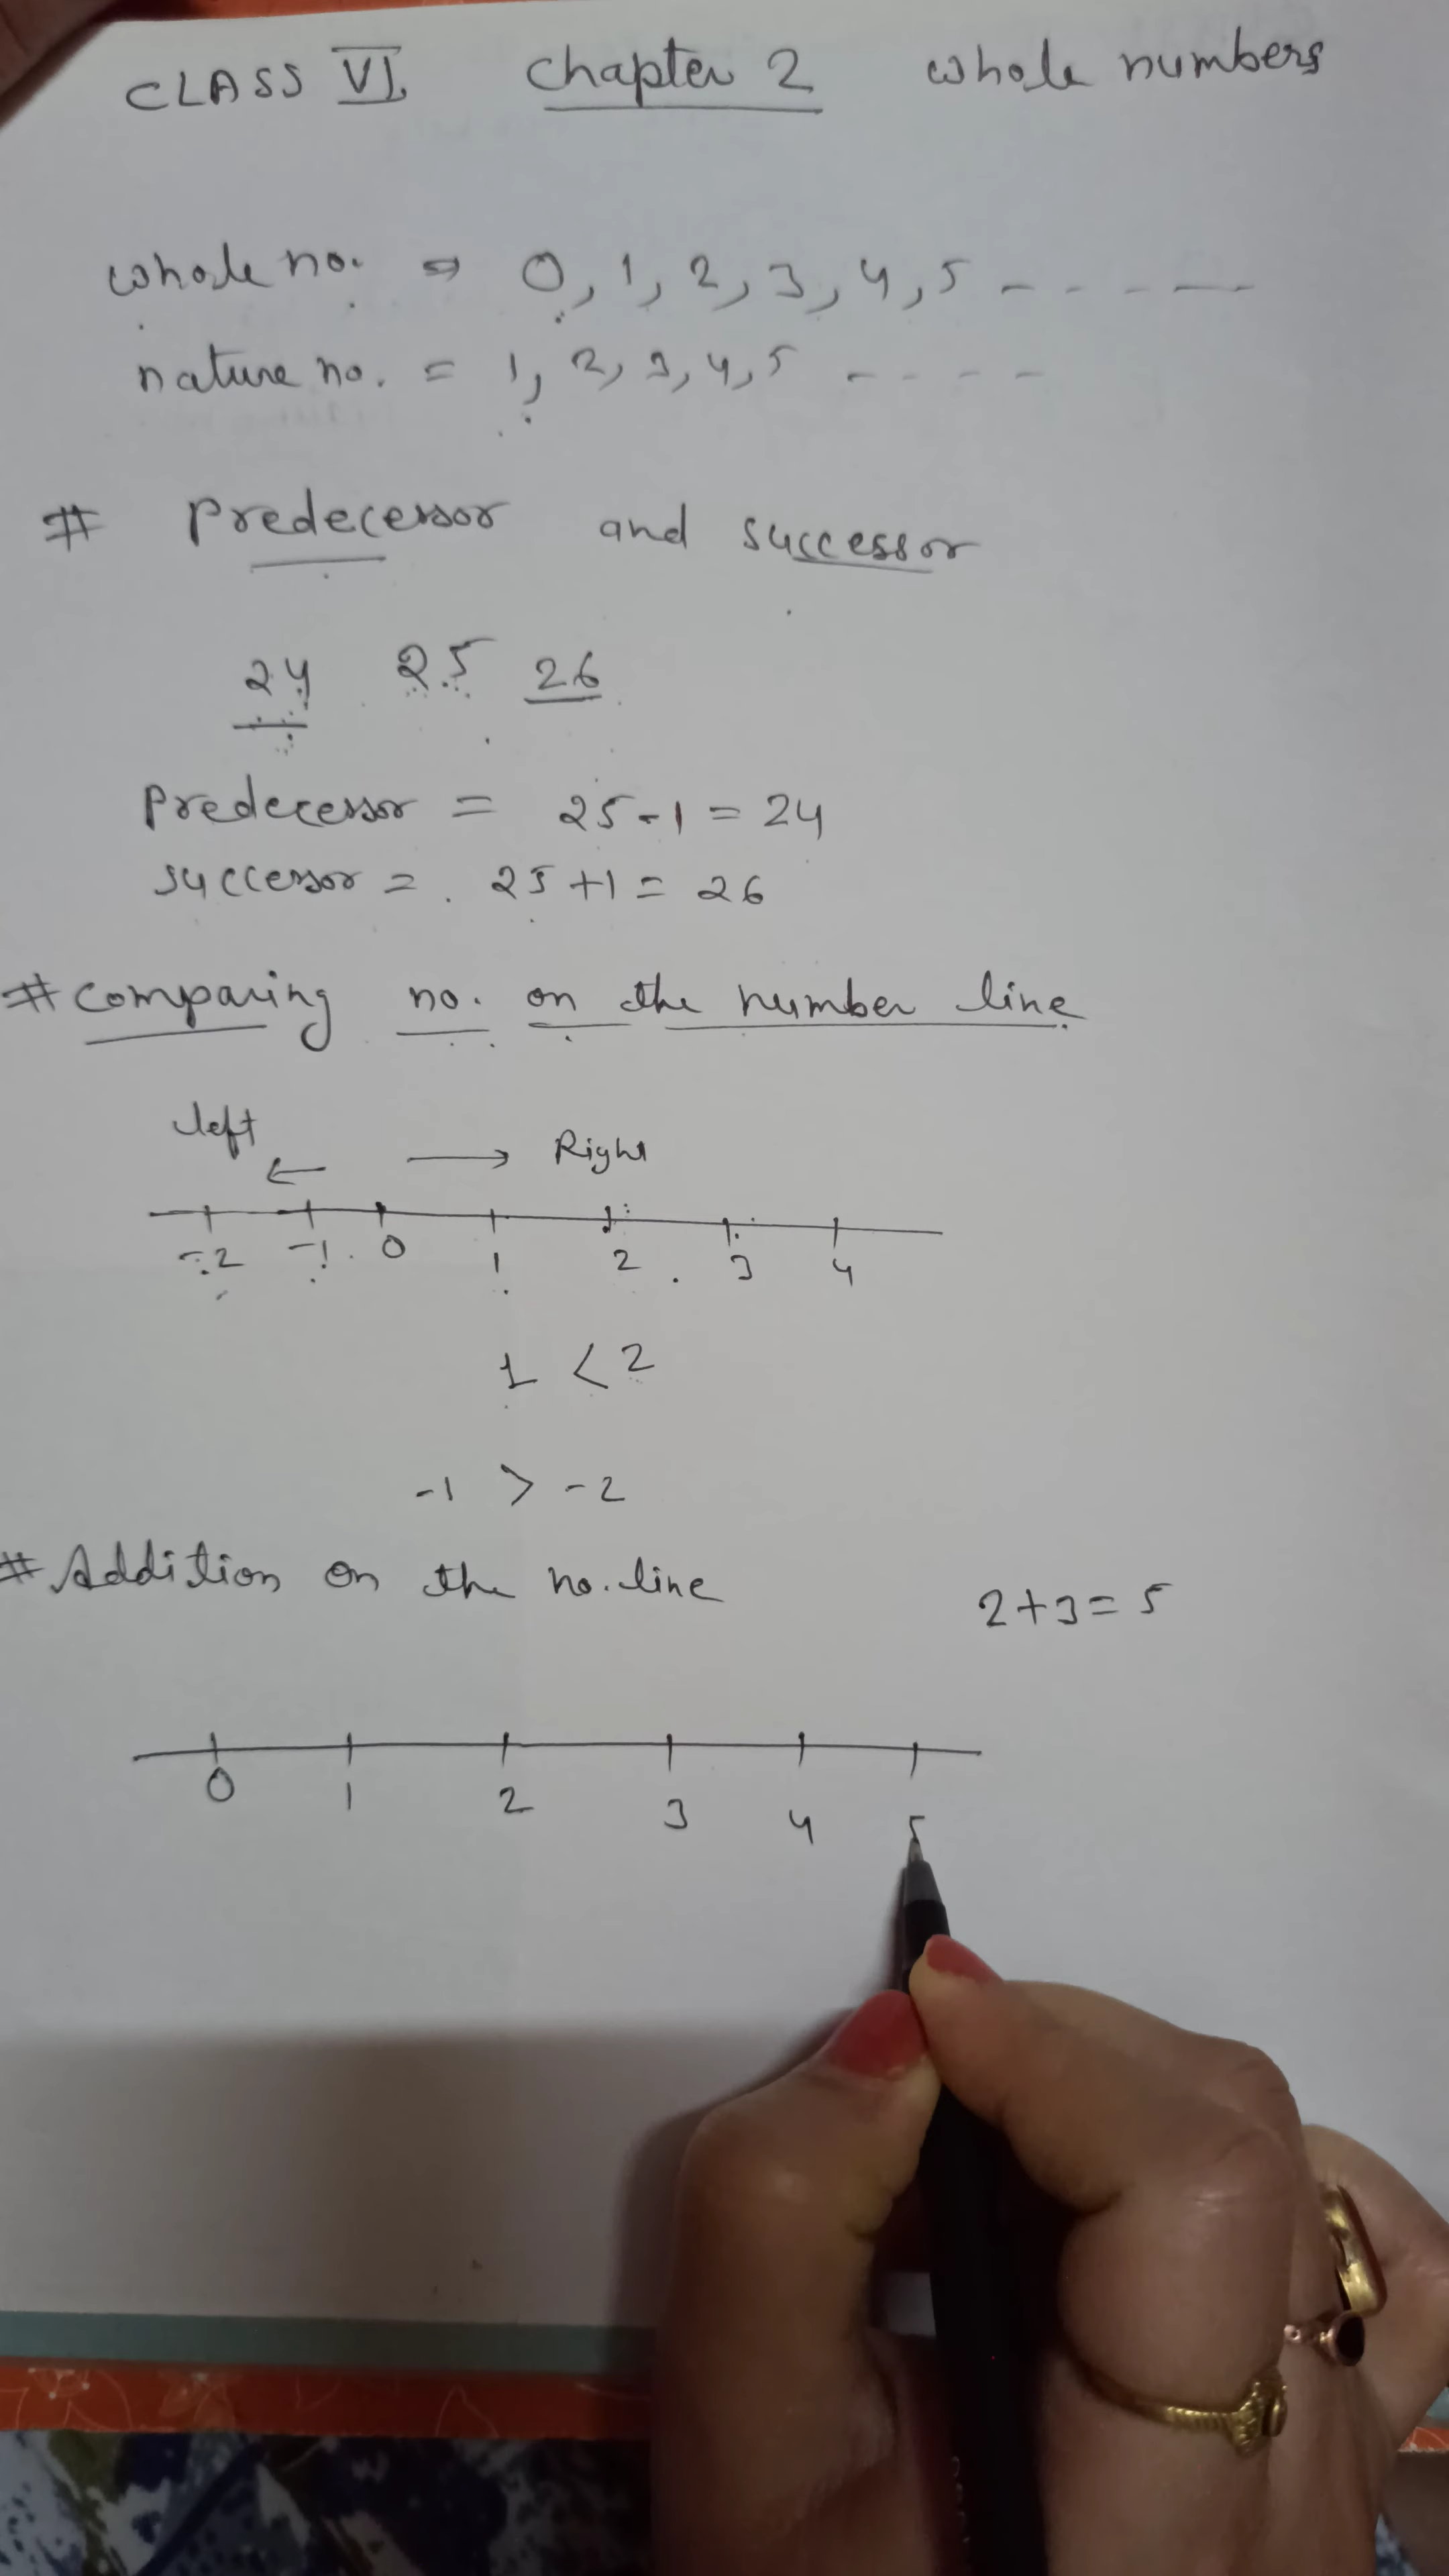 CLASS VI Chapter 2 whole numbers
whole no. ⇒ 0, 1, 2, 3, 4, 5 - - - - -
nature no. = 1, 2, 3, 4, 5 - - - -
# Predecessor and successor
24 25 26
Predecessor = 25 - 1 = 24
successor = 25 + 1 = 26
# Comparing no. on the number line
left
← → Right
-2 -1 0 1 2 3 4
1 < 2
-1 > -2
# Addition on the no. line
2 + 3 = 5
0 1 2 3 4 5